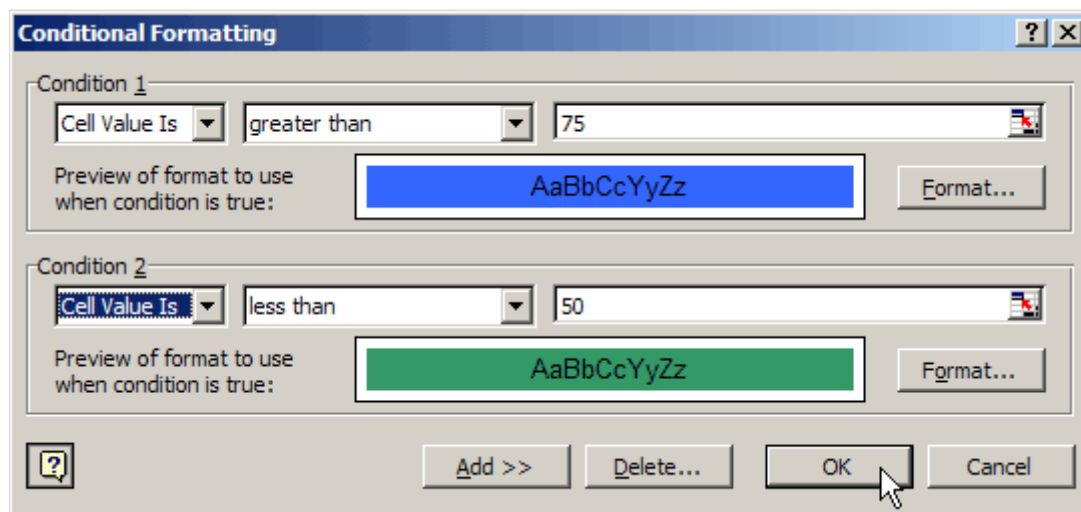 Conditional Formatting
Condition 1
Cell Value Is greater than 75
Preview of format to use
when condition is true:
AaBbCcYyZz
Format...
Condition 2
Cell Value Is less than 50
Preview of format to use
when condition is true:
AaBbCcYyZz
Format...
Add >> Delete... OK Cancel